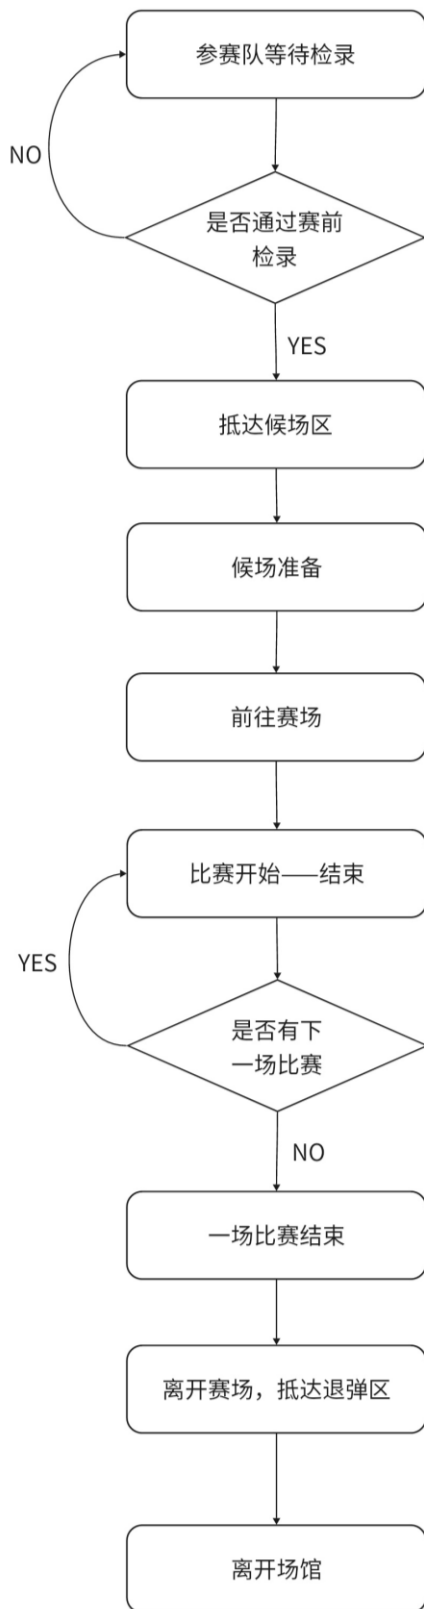 参赛队等待检录
NO
是否通过赛前
检录
YES
抵达候场区
候场准备
前往赛场
比赛开始——结束
YES
是否有下
一场比赛
NO
一场比赛结束
离开赛场，抵达退弹区
离开场馆